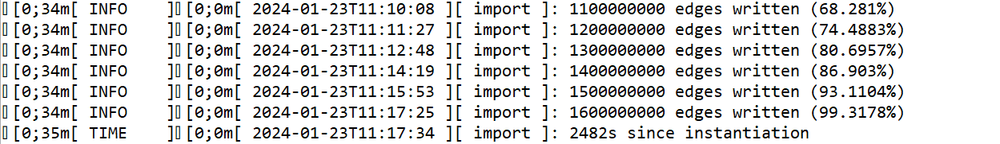 [0;34m[ INFO    ][0;0m[ 2024-01-23T11:10:08 ][ import ]: 1100000000 edges written (68.281%)
[0;34m[ INFO    ][0;0m[ 2024-01-23T11:11:27 ][ import ]: 1200000000 edges written (74.4883%)
[0;34m[ INFO    ][0;0m[ 2024-01-23T11:12:48 ][ import ]: 1300000000 edges written (80.6957%)
[0;34m[ INFO    ][0;0m[ 2024-01-23T11:14:19 ][ import ]: 1400000000 edges written (86.903%)
[0;34m[ INFO    ][0;0m[ 2024-01-23T11:15:53 ][ import ]: 1500000000 edges written (93.1104%)
[0;34m[ INFO    ][0;0m[ 2024-01-23T11:17:25 ][ import ]: 1600000000 edges written (99.3178%)
[0;35m[ TIME    ][0;0m[ 2024-01-23T11:17:34 ][ import ]: 2482s since instantiation